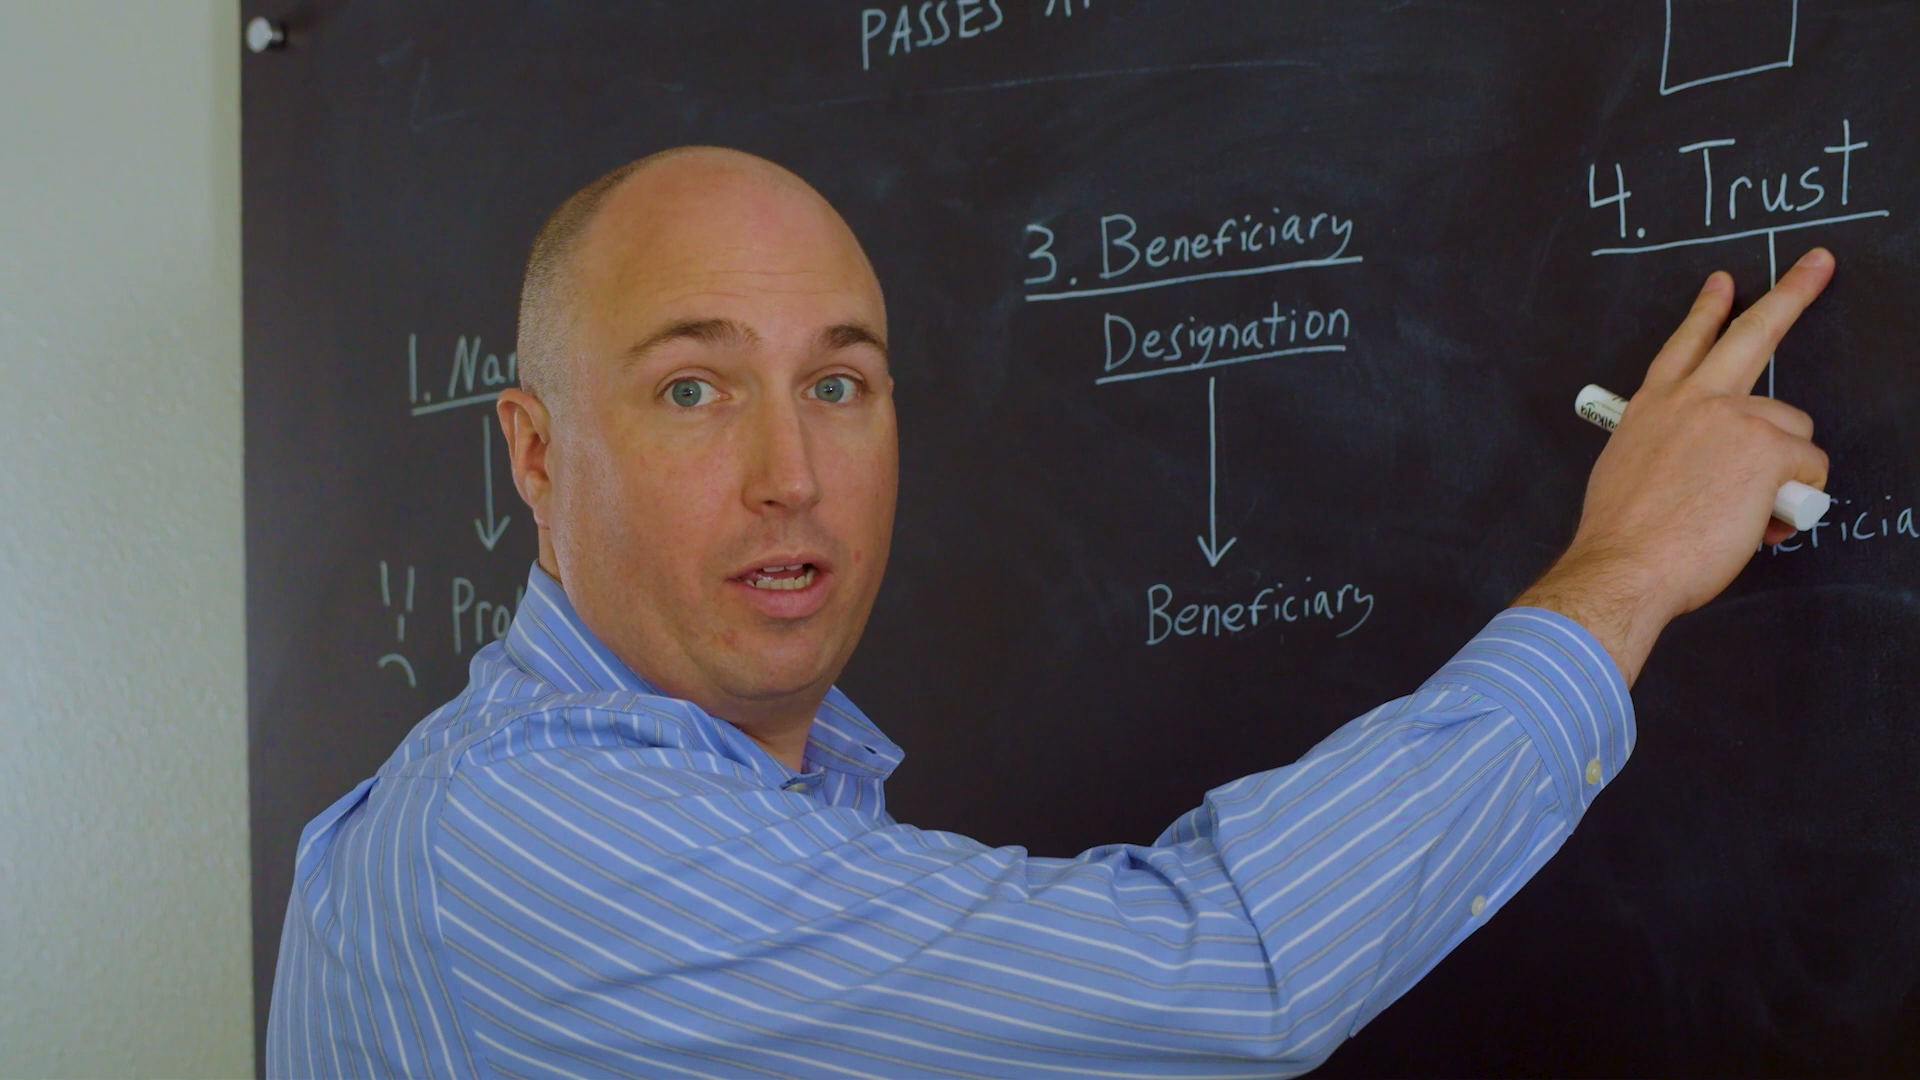 PASSES
1. Nam
Pro
3. Beneficiary
Designation
Beneficiary
4. Trust
eficia